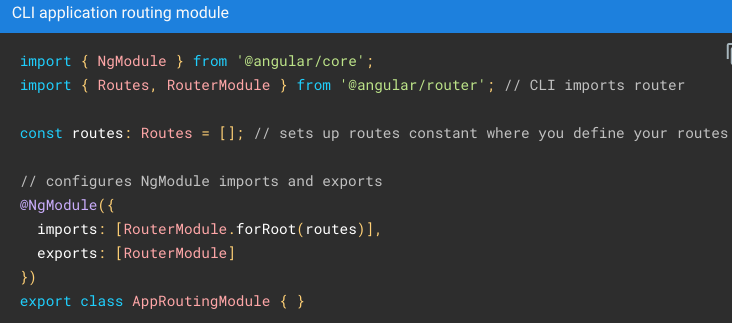 CLI application routing module
import { NgModule } from '@angular/core';
import { Routes, RouterModule } from '@angular/router'; // CLI imports router
const routes: Routes = []; // sets up routes constant where you define your routes
// configures NgModule imports and exports
@NgModule({
  imports: [RouterModule.forRoot(routes)],
  exports: [RouterModule]
})
export class AppRoutingModule { }